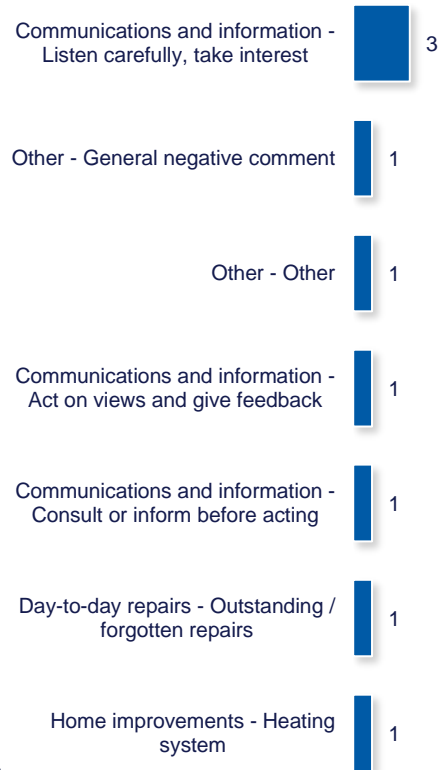 Communications and information -
Listen carefully, take interest
3
Other - General negative comment
1
Other - Other
1
Communications and information -
Act on views and give feedback
1
Communications and information -
Consult or inform before acting
1
Day-to-day repairs - Outstanding /
forgotten repairs
1
Home improvements - Heating
system
1